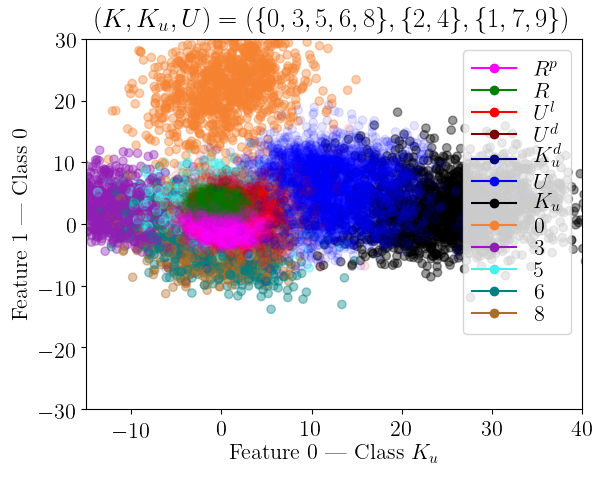 (K, K_u, U) = ({0, 3, 5, 6, 8}, {2, 4}, {1, 7, 9})
30
20
10
0
−10
−20
−30
Feature 1 — Class 0
R^p
R
U^l
U^d
K_u^d
U
K_u
0
3
5
6
8
−10 0 10 20 30 40
Feature 0 — Class K_u